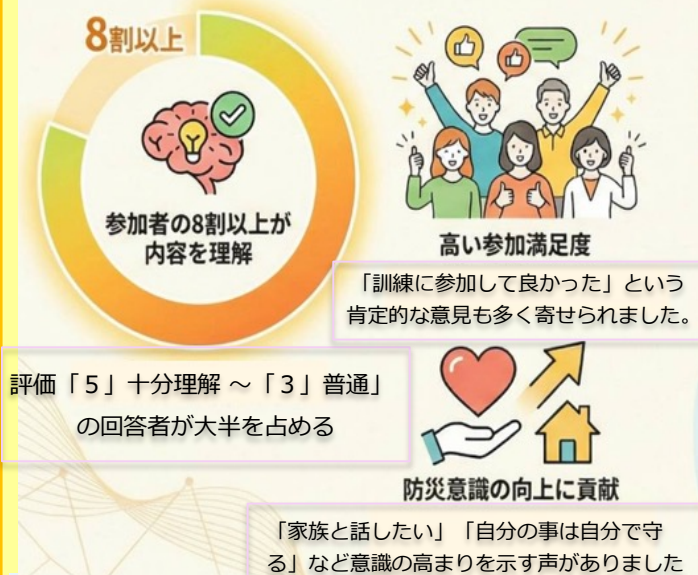 8割以上
参加者の8割以上が
内容を理解
高い参加満足度
「訓練に参加して良かった」という
肯定的な意見も多く寄せられました。
評価「５」十分理解 ～「３」普通」
の回答者が大半を占める
防災意識の向上に貢献
「家族と話したい」「自分の事は自分で守
る」など意識の高まりを示す声がありました